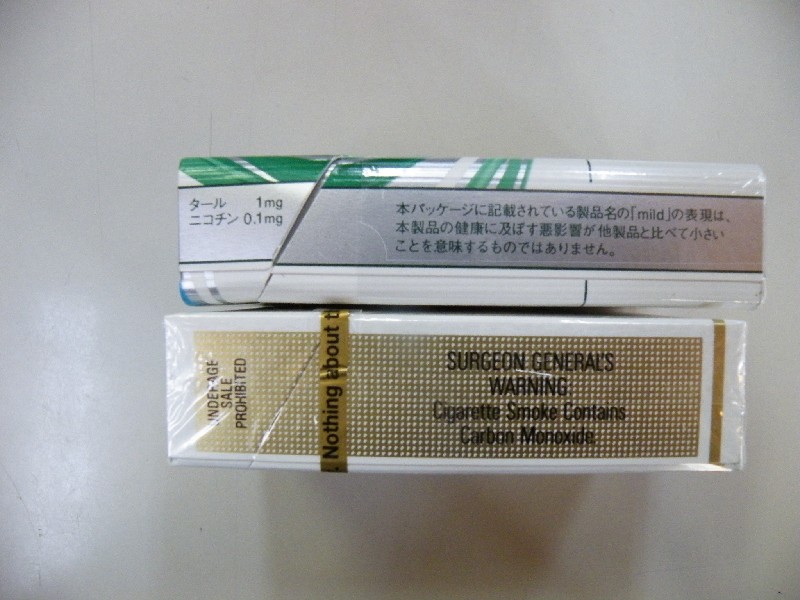 タール 1mg
ニコチン 0.1mg
本パッケージに記載されている製品名の「mild」の表現は、
本製品の健康に及ぼす悪影響が他製品と比べて小さい
ことを意味するものではありません。
UNDERAGE
SALE
PROHIBITED
. Nothing about t
SURGEON GENERAL'S
WARNING:
Cigarette Smoke Contains
Carbon Monoxide.